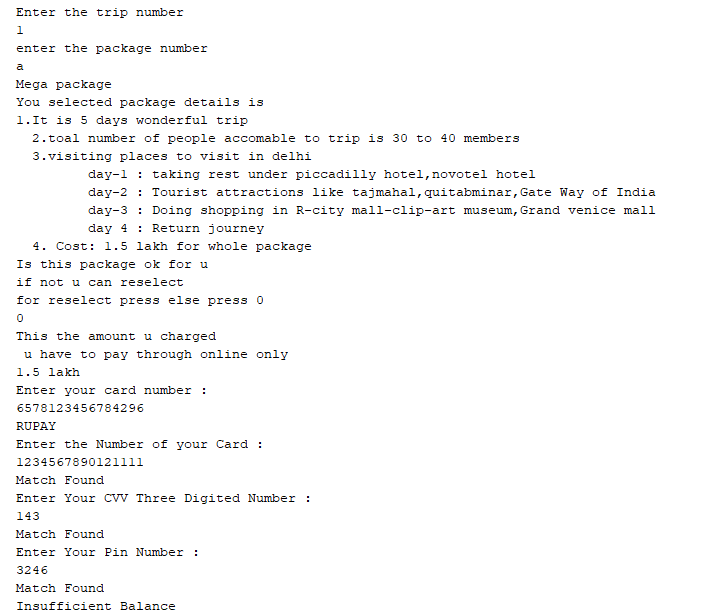 Enter the trip number
1
enter the package number
a
Mega package
You selected package details is
1.It is 5 days wonderful trip
2.toal number of people accomable to trip is 30 to 40 members
3.visiting places to visit in delhi
day-1 : taking rest under piccadilly hotel,novotel hotel
day-2 : Tourist attractions like tajmahal,quitabminar,Gate Way of India
day-3 : Doing shopping in R-city mall-clip-art museum,Grand venice mall
day 4 : Return journey
4. Cost: 1.5 lakh for whole package
Is this package ok for u
if not u can reselect
for reselect press else press 0
0
This the amount u charged
u have to pay through online only
1.5 lakh
Enter your card number :
6578123456784296
RUPAY
Enter the Number of your Card :
1234567890121111
Match Found
Enter Your CVV Three Digited Number :
143
Match Found
Enter Your Pin Number :
3246
Match Found
Insufficient Balance